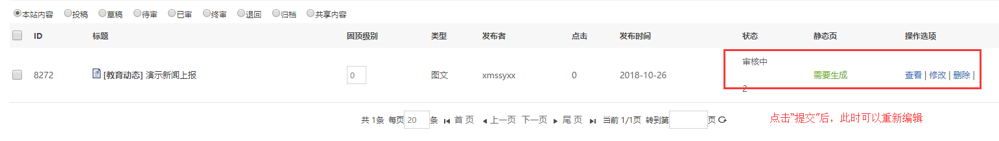 本站内容 投稿 草稿 待审 已审 终审 退回 归档 共享内容
ID 标题 固顶级别 类型 发布者 点击 发布时间 状态 静态页 操作选项
审核中
8272 [教育动态] 演示新闻上报 0 图文 xmssyxx 0 2018-10-26 需要生成 查看 | 修改 | 删除 |
2
共 1条 每页 20 条 首 页 上一页 下一页 尾 页 当前 1/1页 转到第 页
点击“提交”后，此时可以重新编辑